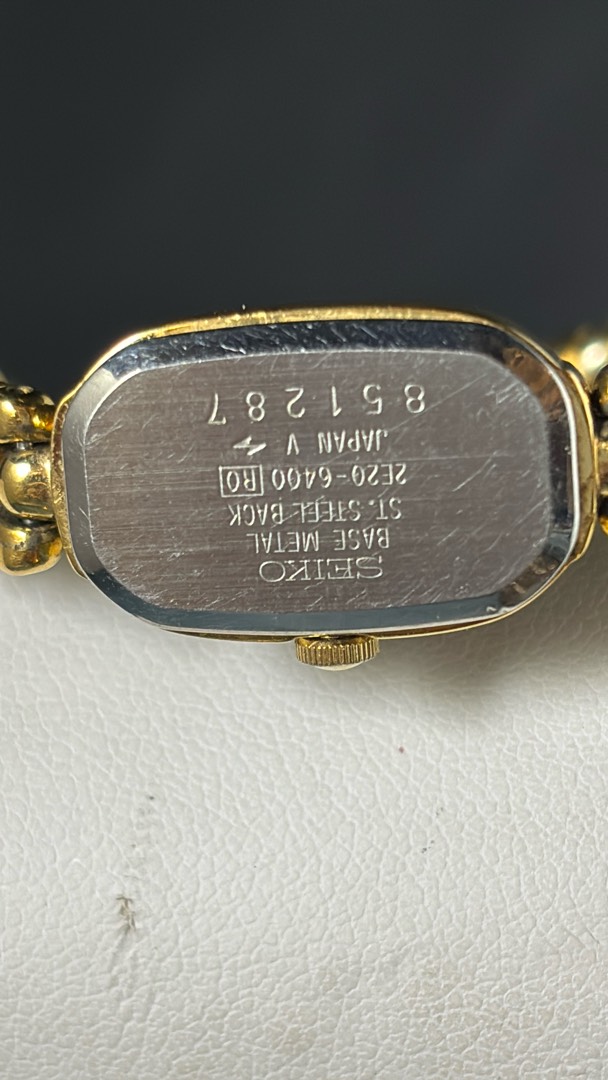 SEIKO
BASE METAL
ST. STEEL BACK
2E20-6400 R0
JAPAN V
851287